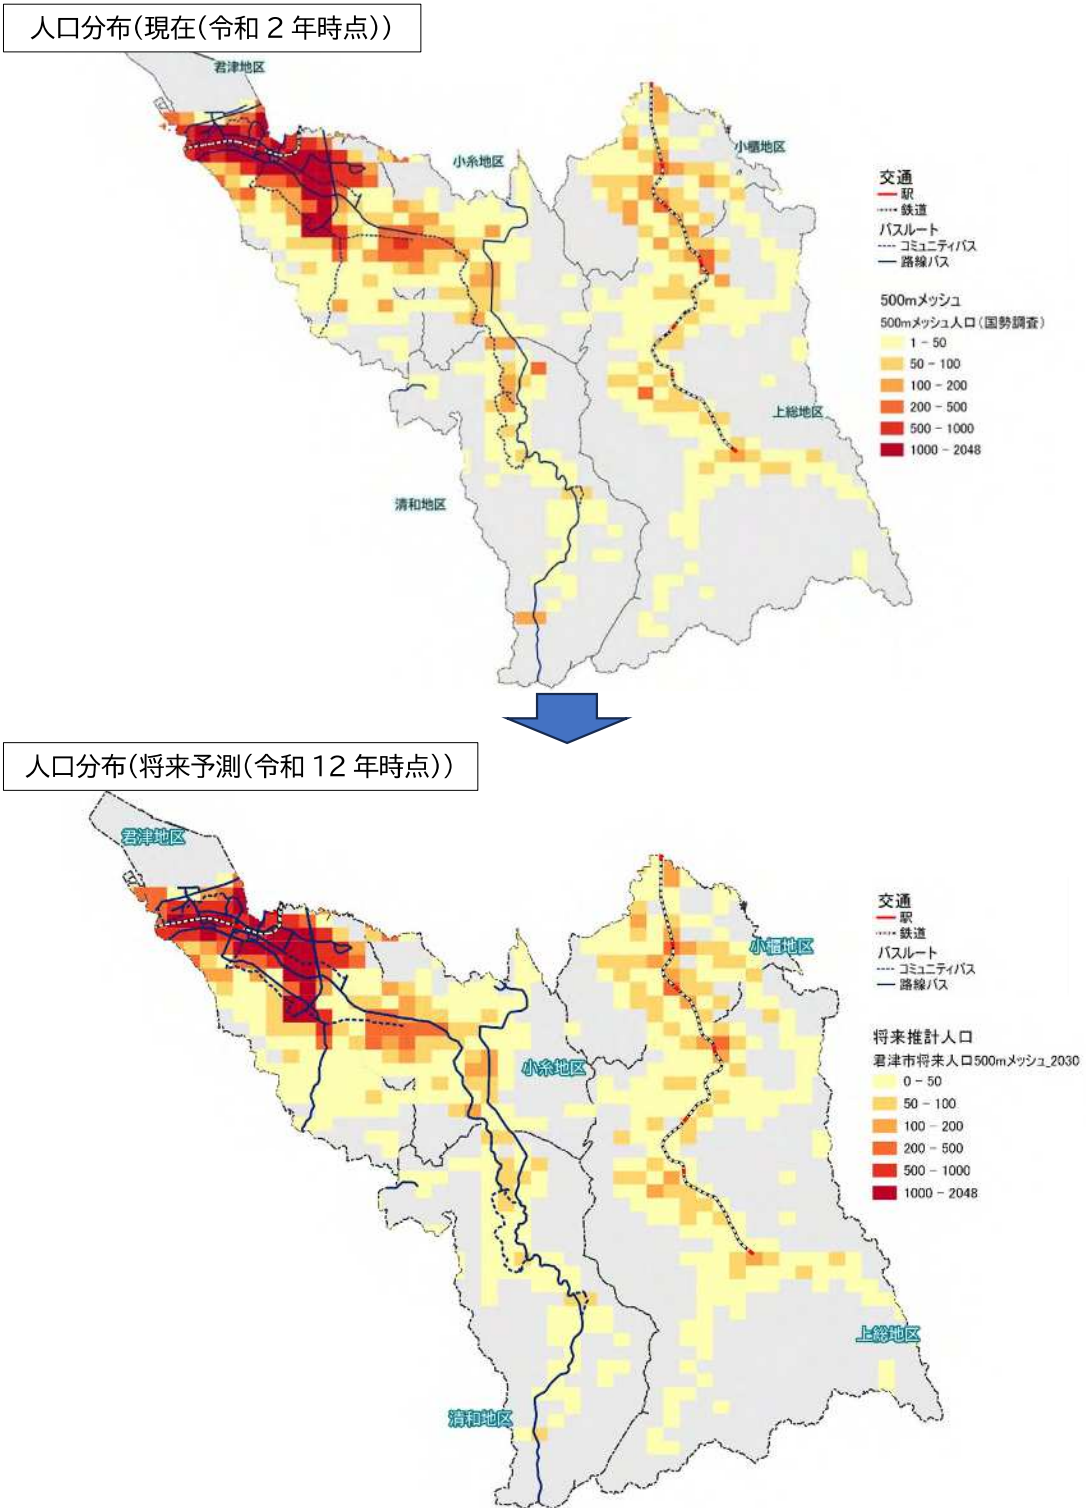 人口分布(現在(令和2年時点))
君津地区
小糸地区
小櫃地区
上総地区
清和地区
交通
駅
鉄道
バスルート
コミュニティバス
路線バス
500mメッシュ
500mメッシュ人口(国勢調査)
1 - 50
50 - 100
100 - 200
200 - 500
500 - 1000
1000 - 2048
人口分布(将来予測(令和12年時点))
君津地区
小櫃地区
小糸地区
上総地区
清和地区
交通
駅
鉄道
バスルート
コミュニティバス
路線バス
将来推計人口
君津市将来人口500mメッシュ_2030
0 - 50
50 - 100
100 - 200
200 - 500
500 - 1000
1000 - 2048